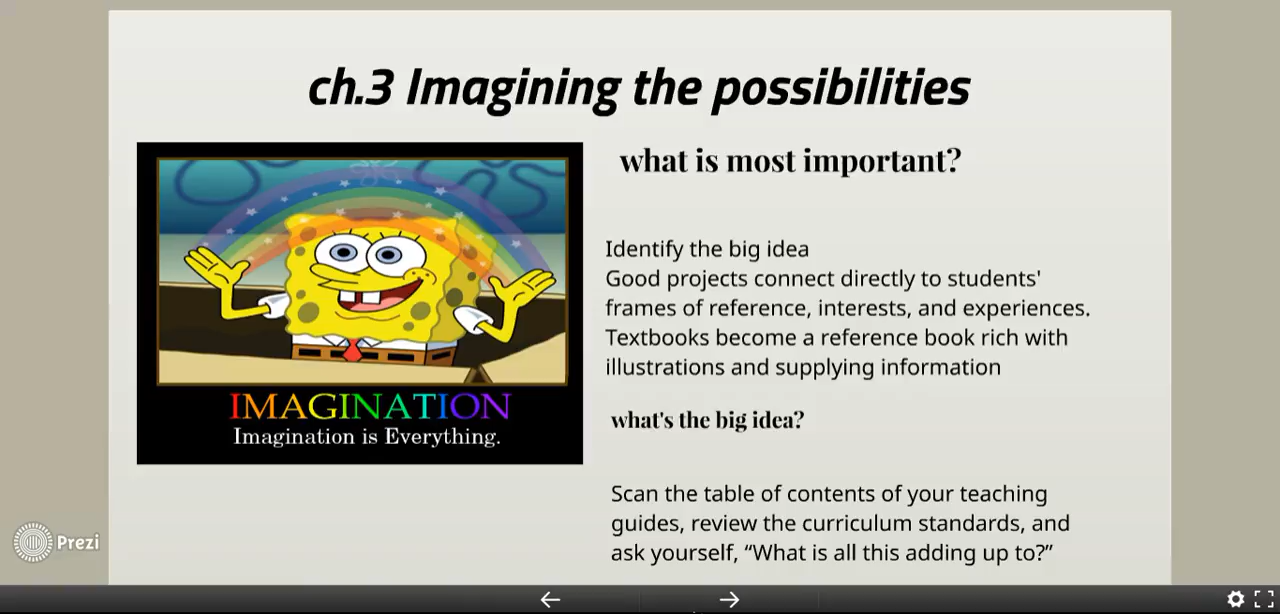 ch.3 Imagining the possibilities
what is most important?
Identify the big idea
Good projects connect directly to students'
frames of reference, interests, and experiences.
Textbooks become a reference book rich with
illustrations and supplying information
IMAGINATION
Imagination is Everything.
what's the big idea?
Scan the table of contents of your teaching
guides, review the curriculum standards, and
ask yourself, “What is all this adding up to?”
Prezi